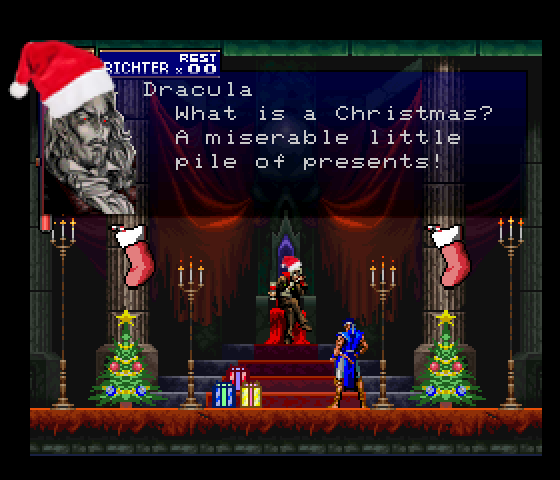 REST
RICHTER x 00
Dracula
What is a Christmas?
A miserable little
pile of presents!